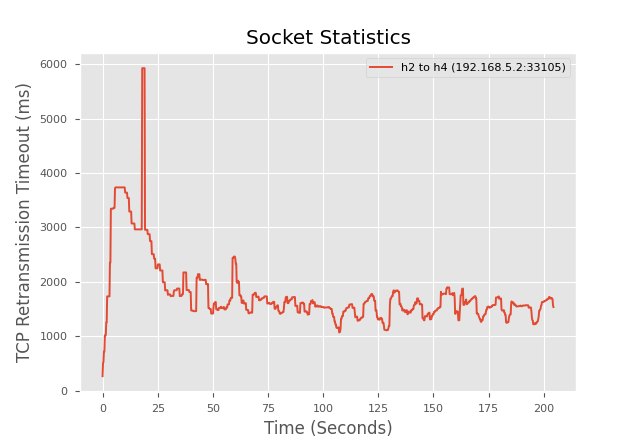 Socket Statistics
h2 to h4 (192.168.5.2:33105)
TCP Retransmission Timeout (ms)
6000
5000
4000
3000
2000
1000
0
0 25 50 75 100 125 150 175 200
Time (Seconds)